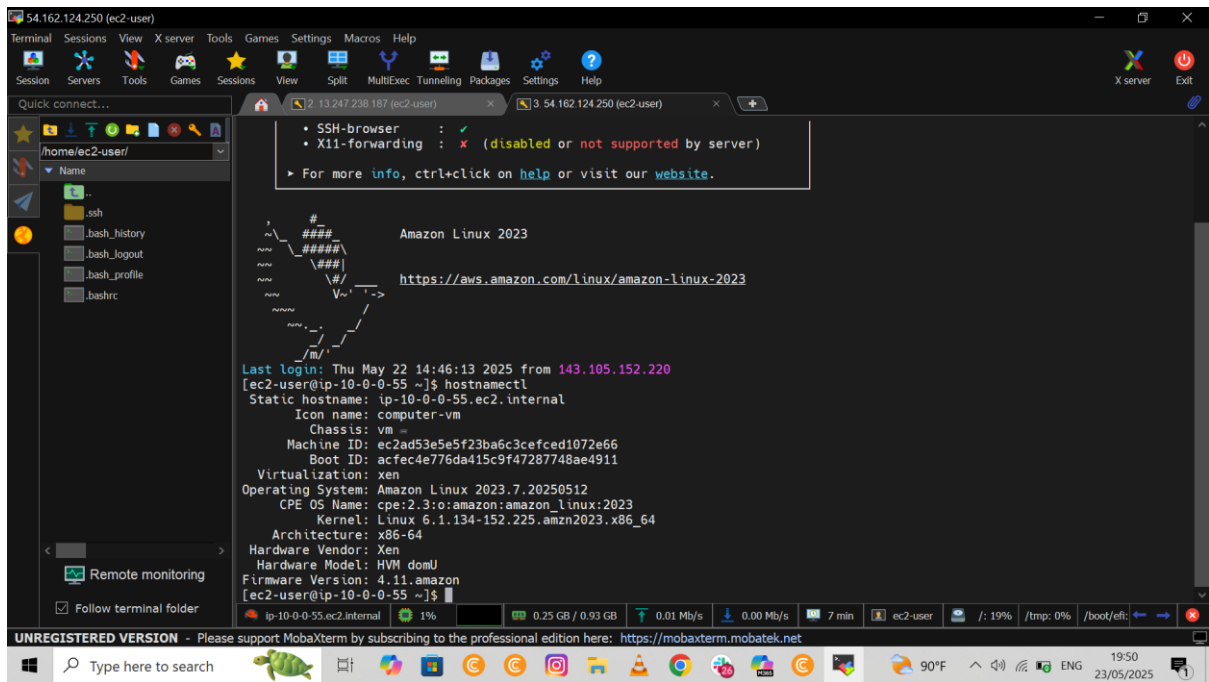 54.162.124.250 (ec2-user)
Terminal Sessions View X server Tools Games Settings Macros Help
Session Servers Tools Games Sessions View Split MultiExec Tunneling Packages Settings Help X server Exit
Quick connect...
2. 13.247.238.187 (ec2-user)
3. 54.162.124.250 (ec2-user)
/home/ec2-user/
Name
..
.ssh
.bash_history
.bash_logout
.bash_profile
.bashrc
Remote monitoring
Follow terminal folder
• SSH-browser : ✔
• X11-forwarding : ✘ (disabled or not supported by server)
► For more info, ctrl+click on help or visit our website.
   ,     #_
   ~\_  ####_        Amazon Linux 2023
  ~~  \_#####\
  ~~     \###|
  ~~       \#/ ___   https://aws.amazon.com/linux/amazon-linux-2023
   ~~       V~' '->
    ~~~         /
      ~~._.   _/
         _/ _/
       _/m/'
Last login: Thu May 22 14:46:13 2025 from 143.105.152.220
[ec2-user@ip-10-0-0-55 ~]$ hostnamectl
Static hostname: ip-10-0-0-55.ec2.internal
Icon name: computer-vm
Chassis: vm
Machine ID: ec2ad53e5e5f23ba6c3cefced1072e66
Boot ID: acfec4e776da415c9f47287748ae4911
Virtualization: xen
Operating System: Amazon Linux 2023.7.20250512
CPE OS Name: cpe:2.3:o:amazon:amazon_linux:2023
Kernel: Linux 6.1.134-152.225.amzn2023.x86_64
Architecture: x86-64
Hardware Vendor: Xen
Hardware Model: HVM domU
Firmware Version: 4.11.amazon
[ec2-user@ip-10-0-0-55 ~]$
ip-10-0-0-55.ec2.internal 1% 0.25 GB / 0.93 GB 0.01 Mb/s 0.00 Mb/s 7 min ec2-user /: 19% /tmp: 0% /boot/efi:
UNREGISTERED VERSION - Please support MobaXterm by subscribing to the professional edition here: https://mobaxterm.mobatek.net
Type here to search
26
M365
90°F ENG 19:50
23/05/2025
1